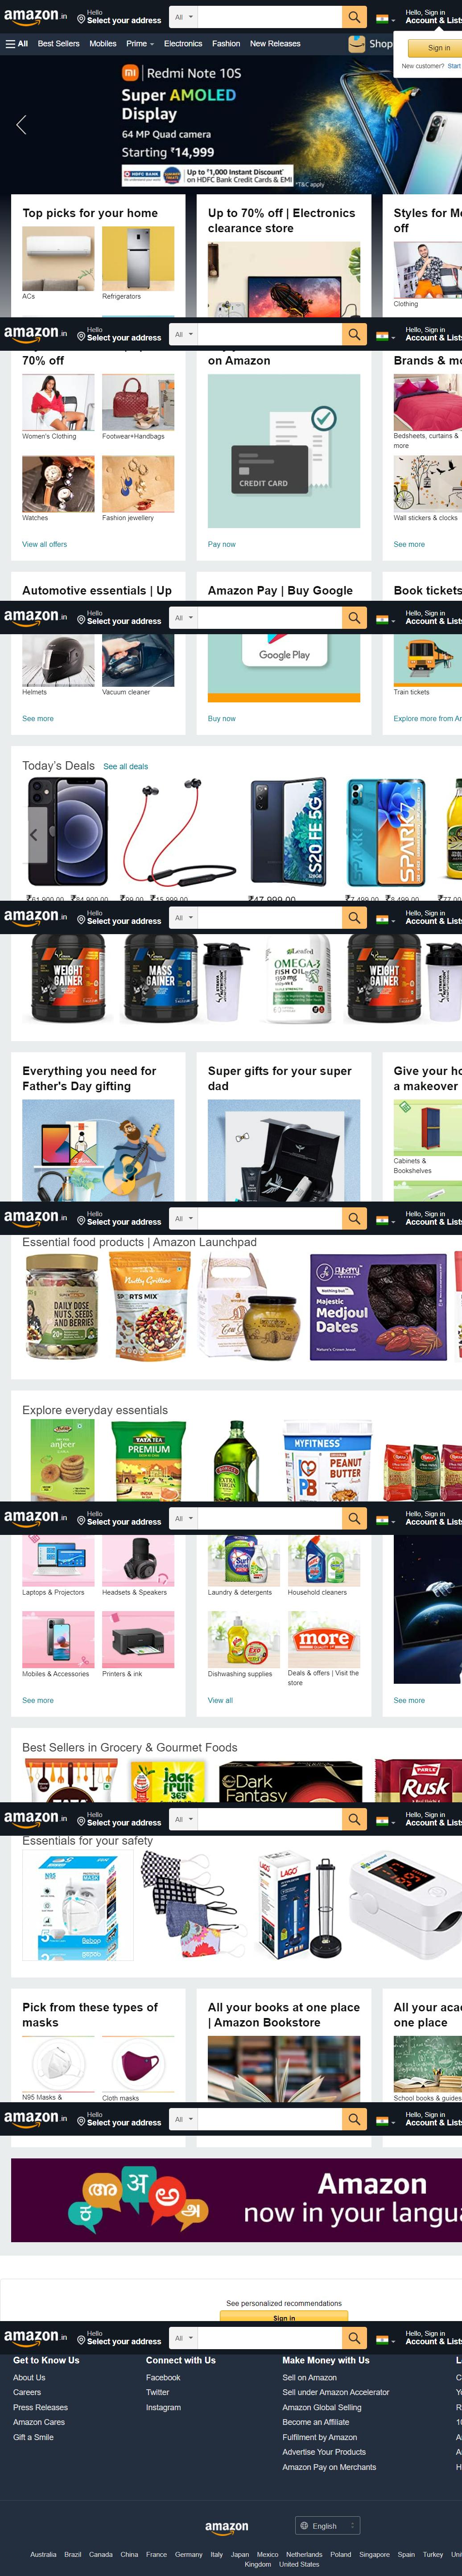 amazon.in
Hello
Select your address
All
Hello, Sign in
Account & Lists
All Best Sellers Mobiles Prime Electronics Fashion New Releases
Shop
Sign in
New customer? Start
mi | Redmi Note 10S
Super AMOLED
Display
64 MP Quad camera
Starting ₹14,999
HDFC BANK
Up to ₹1,000 Instant Discount*
on HDFC Bank Credit Cards & EMI
*T&C apply
Top picks for your home
ACs
Refrigerators
Up to 70% off | Electronics
clearance store
Styles for Me
off
Clothing
amazon.in
Hello
Select your address
All
Hello, Sign in
Account & Lists
70% off
Women's Clothing
Footwear+Handbags
Watches
Fashion jewellery
View all offers
on Amazon
CREDIT CARD
Pay now
Brands & mo
Bedsheets, curtains &
more
Wall stickers & clocks
See more
Automotive essentials | Up
Amazon Pay | Buy Google
Book tickets
amazon.in
Hello
Select your address
All
Hello, Sign in
Account & Lists
Helmets
Vacuum cleaner
See more
Google Play
Buy now
Train tickets
Explore more from Am
Today's Deals See all deals
S20 FE 5G
SPARK 7
amazon.in
Hello
Select your address
All
Hello, Sign in
Account & Lists
WEIGHT
GAINER
MASS
GAINER
OMEGA-3
FISH OIL
WEIGHT
GAINER
Everything you need for
Father's Day gifting
Super gifts for your super
dad
Give your ho
a makeover
Cabinets &
Bookshelves
amazon.in
Hello
Select your address
All
Hello, Sign in
Account & Lists
Essential food products | Amazon Launchpad
DAILY DOSE
NUTS, SEEDS
AND BERRIES
Nutty Gritties
SPORTS MIX
Majestic
Medjoul
Dates
Explore everyday essentials
anjeer
TATA TEA
PREMIUM
EXTRA
VIRGIN
MYFITNESS
ORIGINAL
PEANUT
BUTTER
I PB
amazon.in
Hello
Select your address
All
Hello, Sign in
Account & Lists
Laptops & Projectors
Headsets & Speakers
Mobiles & Accessories
Printers & ink
See more
Surf
Laundry & detergents
Household cleaners
Dishwashing supplies
more
Deals & offers | Visit the
store
View all
See more
Best Sellers in Grocery & Gourmet Foods
jack
fruit
365
Dark
Fantasy
PARLE
Rusk
amazon.in
Hello
Select your address
All
Hello, Sign in
Account & Lists
Essentials for your safety
N95
Bebop
LAGO
Pick from these types of
masks
N95 Masks &
Cloth masks
All your books at one place
| Amazon Bookstore
All your acad
one place
School books & guides
amazon.in
Hello
Select your address
All
Hello, Sign in
Account & Lists
Amazon
now in your langua
See personalized recommendations
Sign in
amazon.in
Hello
Select your address
All
Hello, Sign in
Account & Lists
Get to Know Us
About Us
Careers
Press Releases
Amazon Cares
Gift a Smile
Connect with Us
Facebook
Twitter
Instagram
Make Money with Us
Sell on Amazon
Sell under Amazon Accelerator
Amazon Global Selling
Become an Affiliate
Fulfilment by Amazon
Advertise Your Products
Amazon Pay on Merchants
amazon
English
Australia Brazil Canada China France Germany Italy Japan Mexico Netherlands Poland Singapore Spain Turkey
Kingdom United States